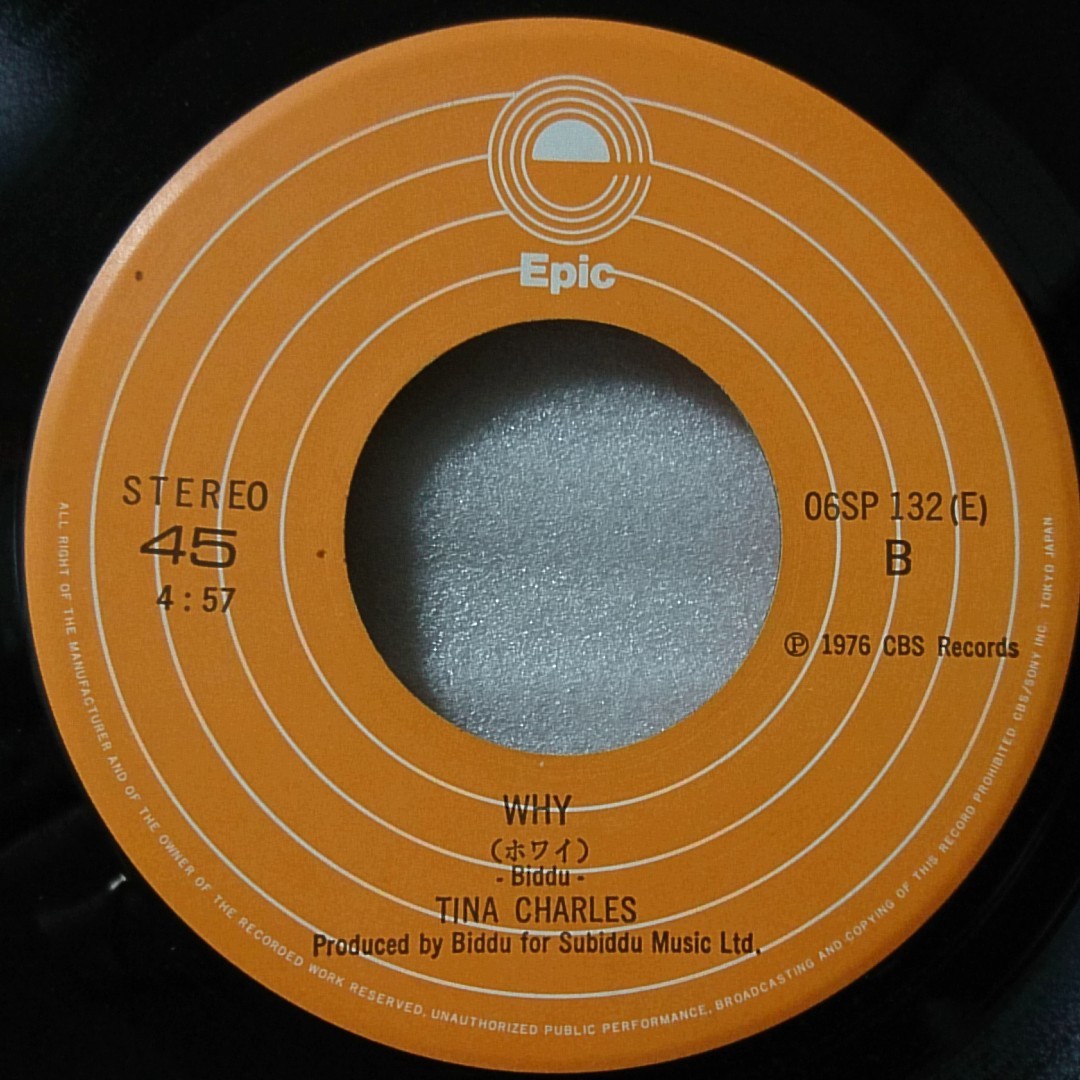 Epic
STEREO
45
4:57
06SP 132 (E)
B
Ⓟ 1976 CBS Records
WHY
(ホワイ)
- Biddu -
TINA CHARLES
Produced by Biddu for Subiddu Music Ltd.
ALL RIGHT OF THE MANUFACTURER AND OF THE OWNER OF THE RECORDED WORK RESERVED, UNAUTHORIZED PUBLIC PERFORMANCE, BROADCASTING AND COPYING OF THIS RECORD PROHIBITED. CBS/SONY INC. TOKYO JAPAN